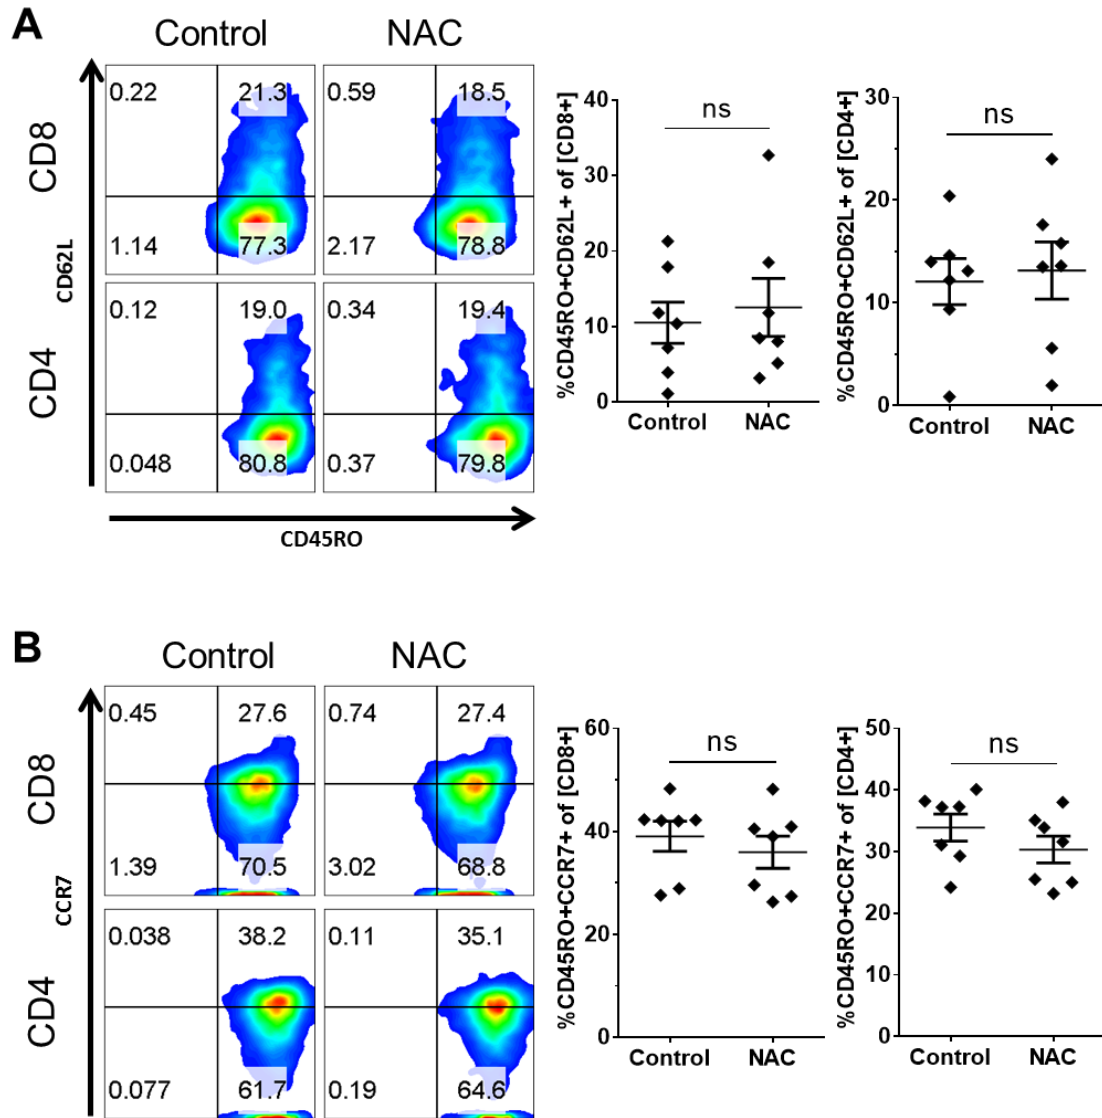 A
Control NAC
CD8
CD4
CD62L
CD45RO
0.22 21.3 0.59 18.5
1.14 77.3 2.17 78.8
0.12 19.0 0.34 19.4
0.048 80.8 0.37 79.8
%CD45RO+CD62L+ of [CD8+]
40
30
20
10
0
ns
Control NAC
%CD45RO+CD62L+ of [CD4+]
30
20
10
0
ns
Control NAC
B
Control NAC
CD8
CD4
CCR7
0.45 27.6 0.74 27.4
1.39 70.5 3.02 68.8
0.038 38.2 0.11 35.1
0.077 61.7 0.19 64.6
%CD45RO+CCR7+ of [CD8+]
60
40
20
0
ns
Control NAC
%CD45RO+CCR7+ of [CD4+]
50
40
30
20
10
0
ns
Control NAC